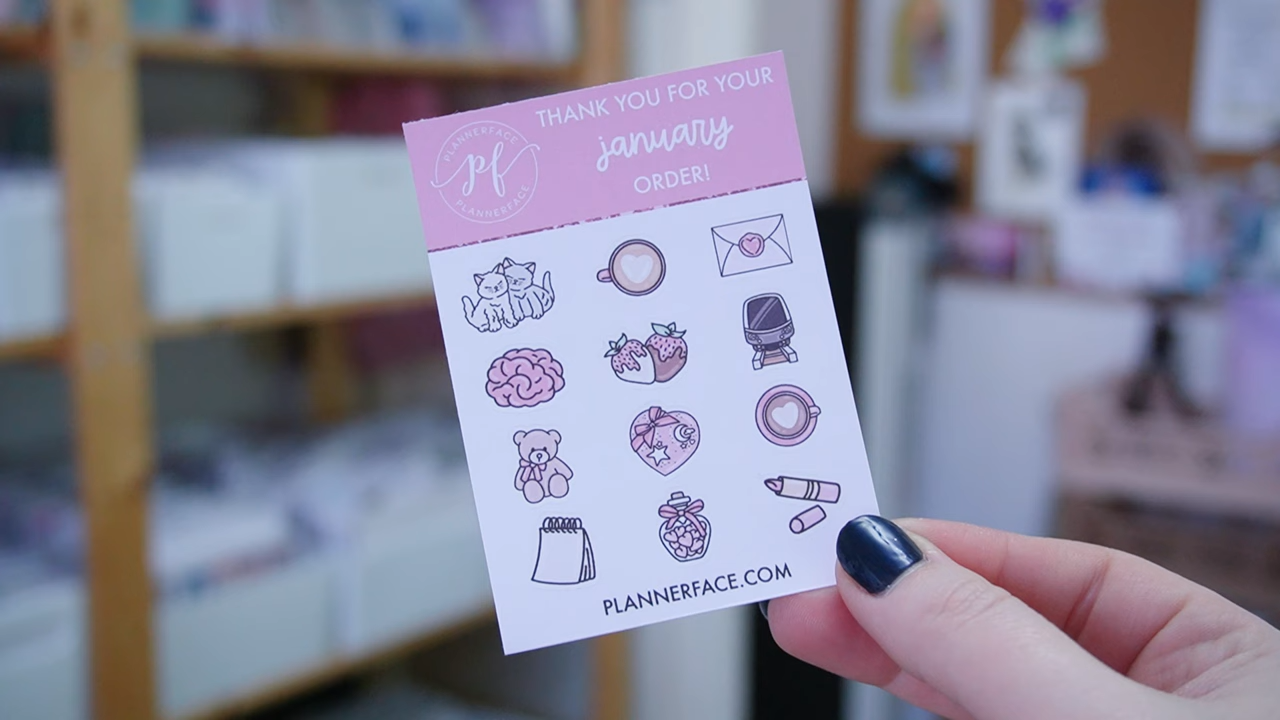 PLANNERFACE
pf
PLANNERFACE
THANK YOU FOR YOUR
january
ORDER!
PLANNERFACE.COM